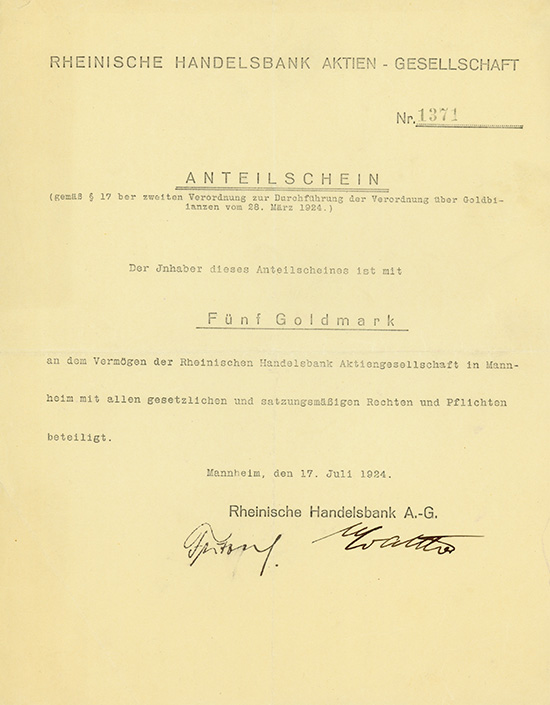 RHEINISCHE HANDELSBANK AKTIEN - GESELLSCHAFT
Nr. 1371
ANTEILSCHEIN
(gemäß § 17 ber zweiten Verordnung zur Durchführung der Verordnung über Goldbi-
lanzen vom 28. März 1924.)
Der Jnhaber dieses Anteilscheines ist mit
Fünf Goldmark
an dem Vermögen der Rheinischen Handelsbank Aktiengesellschaft in Mann-
heim mit allen gesetzlichen und satzungsmäßigen Rechten und Pflichten
beteiligt.
Mannheim, den 17. Juli 1924.
Rheinische Handelsbank A.-G.